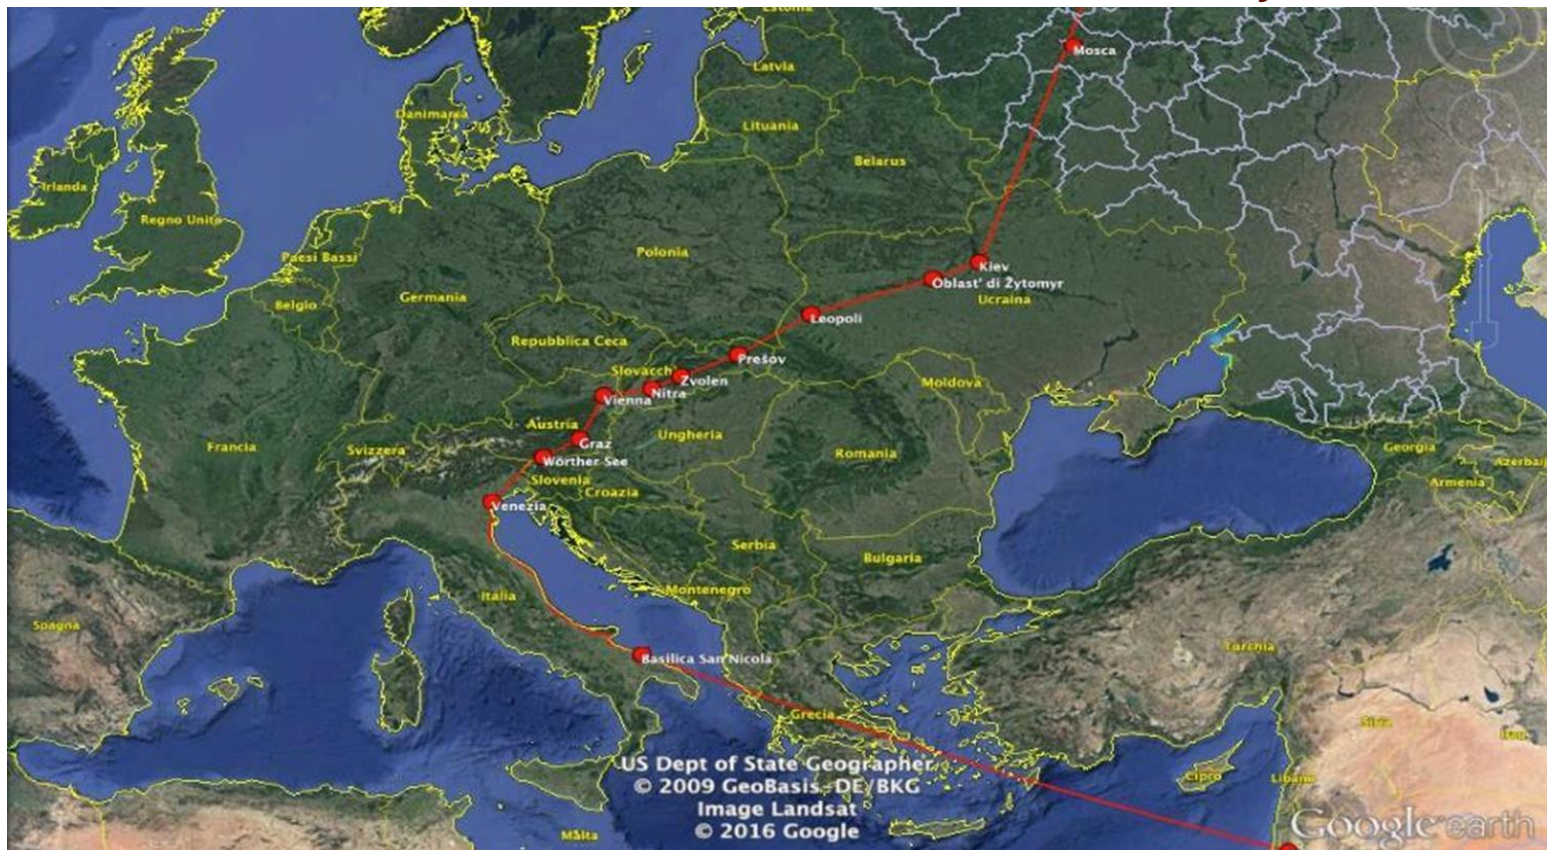 Estonia
Mosca
Latvia
Danimarca
Lituania
Belarus
Irlanda
Regno Unito
Polonia
Paesi Bassi
Kiev
Oblast' di Žytomyr
Ucraina
Germania
Belgio
Leopoli
Repubblica Ceca
Prešov
Slovacch
Zvolen
Nitra
Vienna
Moldova
Austria
Graz
Ungheria
Francia
Svizzera
Romania
Georgia
Wörther See
Azerbaij
Slovenia
Armenia
Croazia
Venezia
Serbia
Bulgaria
Montenegro
Italia
Spagna
Turchia
Basilica San Nicola
Grecia
Siria
Iraq
US Dept of State Geographer
© 2009 GeoBasis-DE/BKG
Image Landsat
© 2016 Google
Cipro
Libano
Malta
Google earth